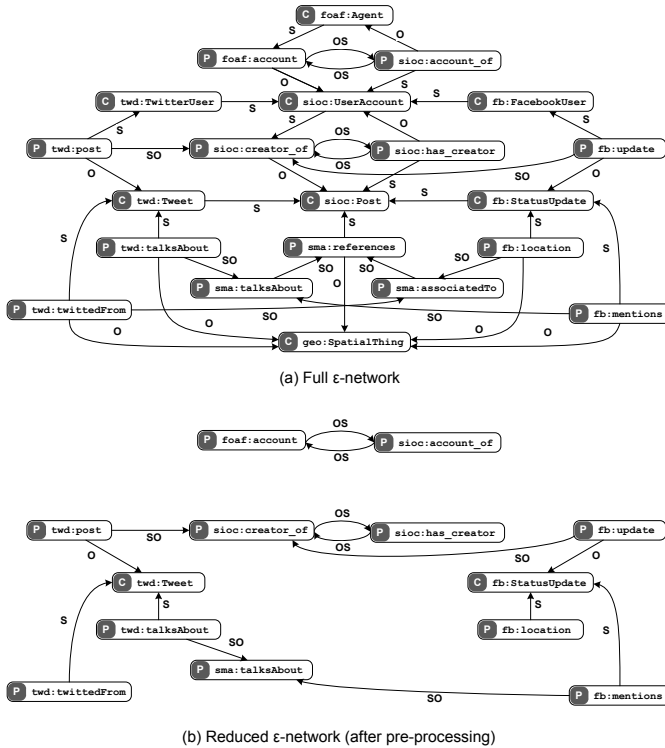 C foaf:Agent
S O
P foaf:account OS OS P sioc:account_of
O S
C twd:TwitterUser S C sioc:UserAccount S C fb:FacebookUser
S S O S
P twd:post SO P sioc:creator_of OS OS P sioc:has_creator P fb:update
O O S SO O
C twd:Tweet S C sioc:Post S C fb:StatusUpdate
S S S S S
P twd:talksAbout SO P sma:references SO P fb:location
SO SO
P sma:talksAbout O P sma:associatedTo
P twd:twittedFrom SO SO P fb:mentions
O O O O
C geo:SpatialThing
(a) Full ε-network
P foaf:account OS OS P sioc:account_of
P twd:post SO P sioc:creator_of OS OS P sioc:has_creator P fb:update
O SO O
C twd:Tweet C fb:StatusUpdate
S S S S
P twd:talksAbout P fb:location
SO
P sma:talksAbout
P twd:twittedFrom SO P fb:mentions
(b) Reduced ε-network (after pre-processing)